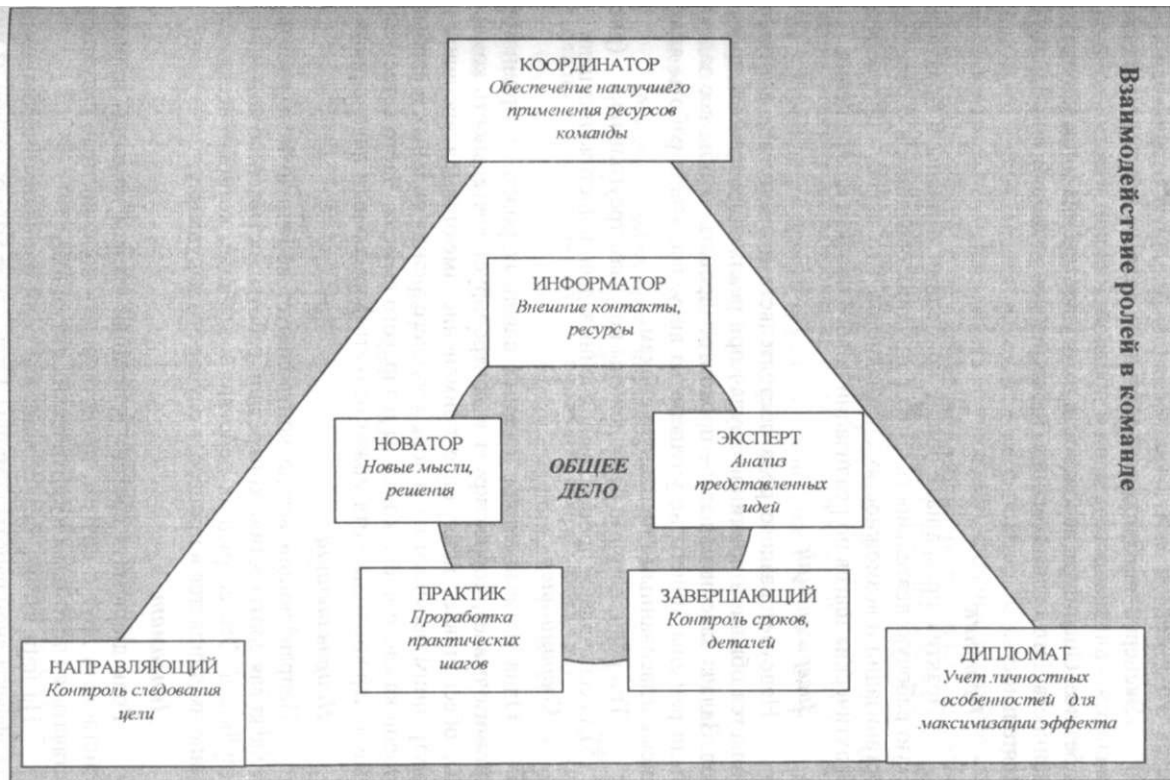 Взаимодействие ролей в команде
КООРДИНАТОР
Обеспечение наилучшего
применения ресурсов
команды
ИНФОРМАТОР
Внешние контакты,
ресурсы
НОВАТОР
Новые мысли,
решения
ОБЩЕЕ
ДЕЛО
ЭКСПЕРТ
Анализ
представленных
идей
ПРАКТИК
Проработка
практических
шагов
ЗАВЕРШАЮЩИЙ
Контроль сроков,
деталей
НАПРАВЛЯЮЩИЙ
Контроль следования
цели
ДИПЛОМАТ
Учет личностных
особенностей для
максимизации эффекта